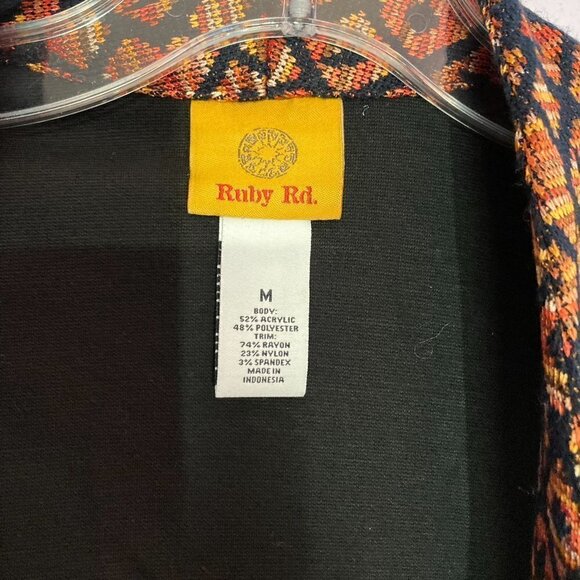 Ruby Rd.
M
BODY:
52% ACRYLIC
48% POLYESTER
TRIM:
74% RAYON
23% NYLON
3% SPANDEX
MADE IN
INDONESIA